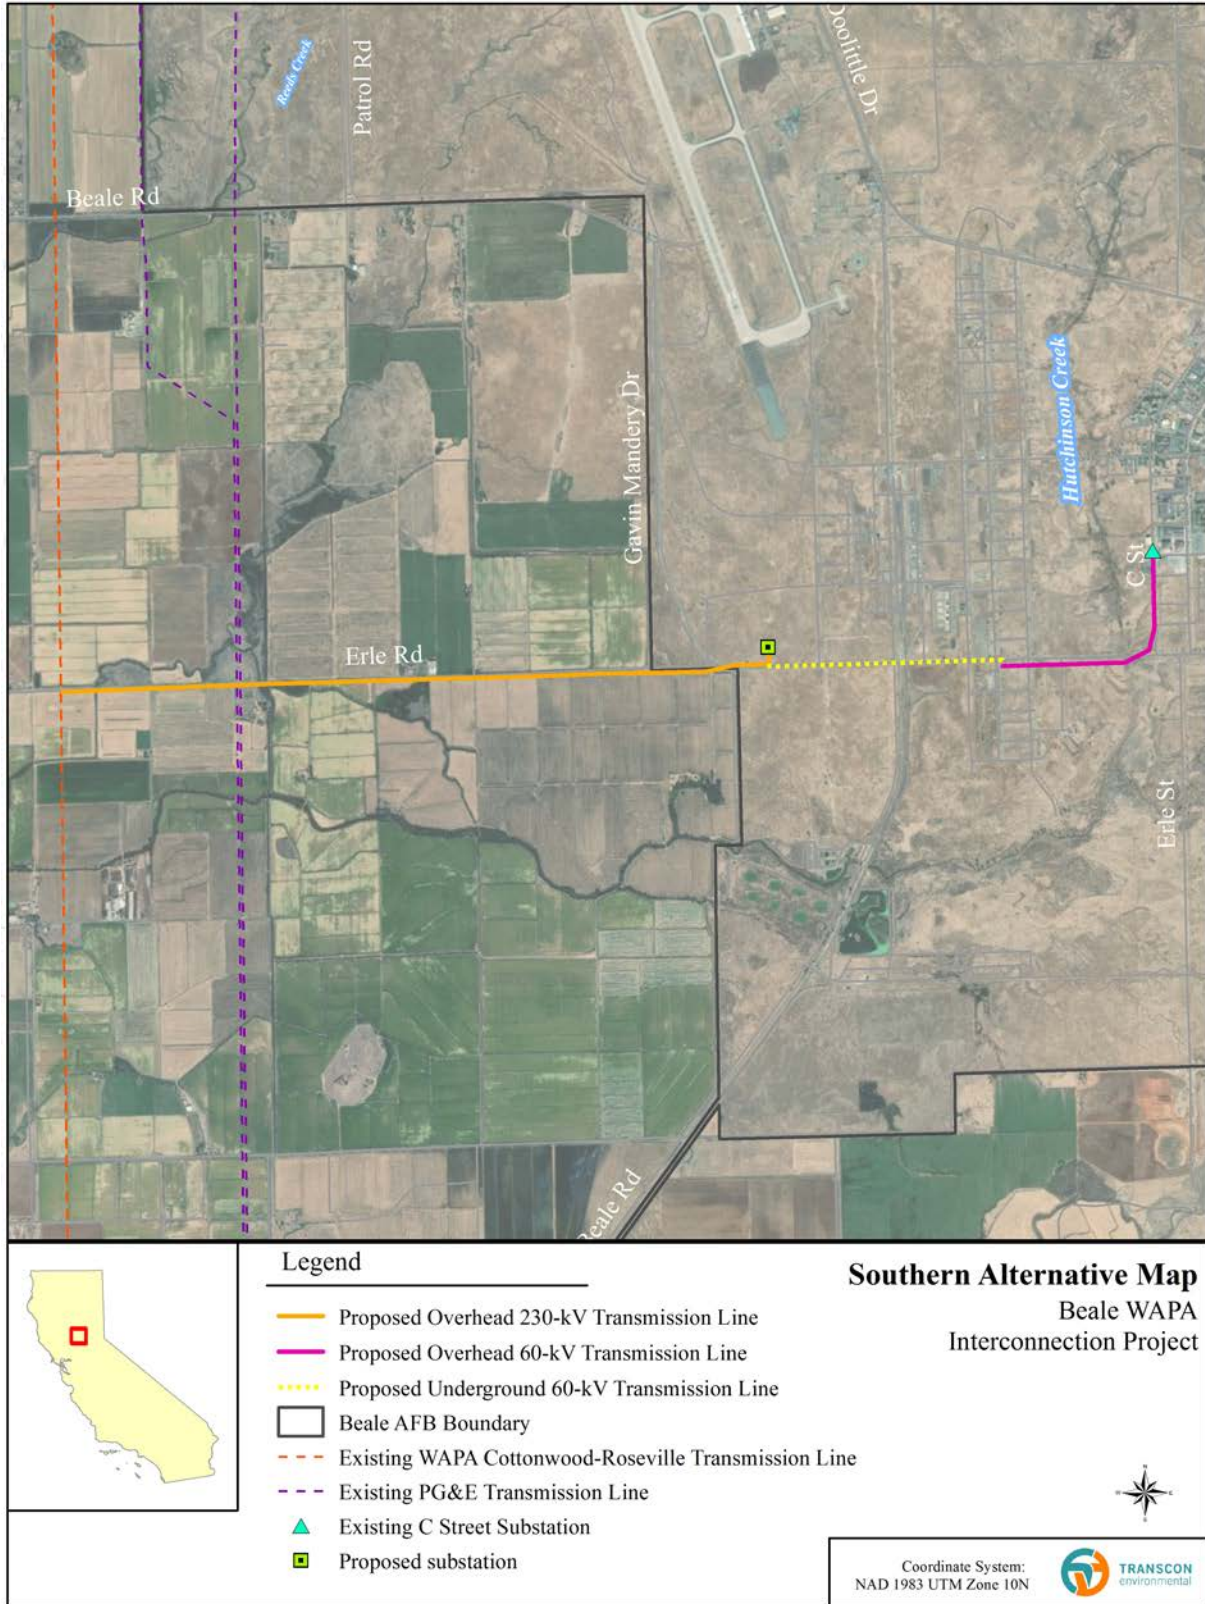 Doolittle Dr
Reeds Creek
Patrol Rd
Beale Rd
Hutchinson Creek
Gavin Mandery Dr
C St
Erle Rd
Erle St
Beale Rd
Legend
Proposed Overhead 230-kV Transmission Line
Proposed Overhead 60-kV Transmission Line
Proposed Underground 60-kV Transmission Line
Beale AFB Boundary
Existing WAPA Cottonwood-Roseville Transmission Line
Existing PG&E Transmission Line
Existing C Street Substation
Proposed substation
Southern Alternative Map
Beale WAPA
Interconnection Project
N
W E
S
Coordinate System:
NAD 1983 UTM Zone 10N
TRANSCON
environmental